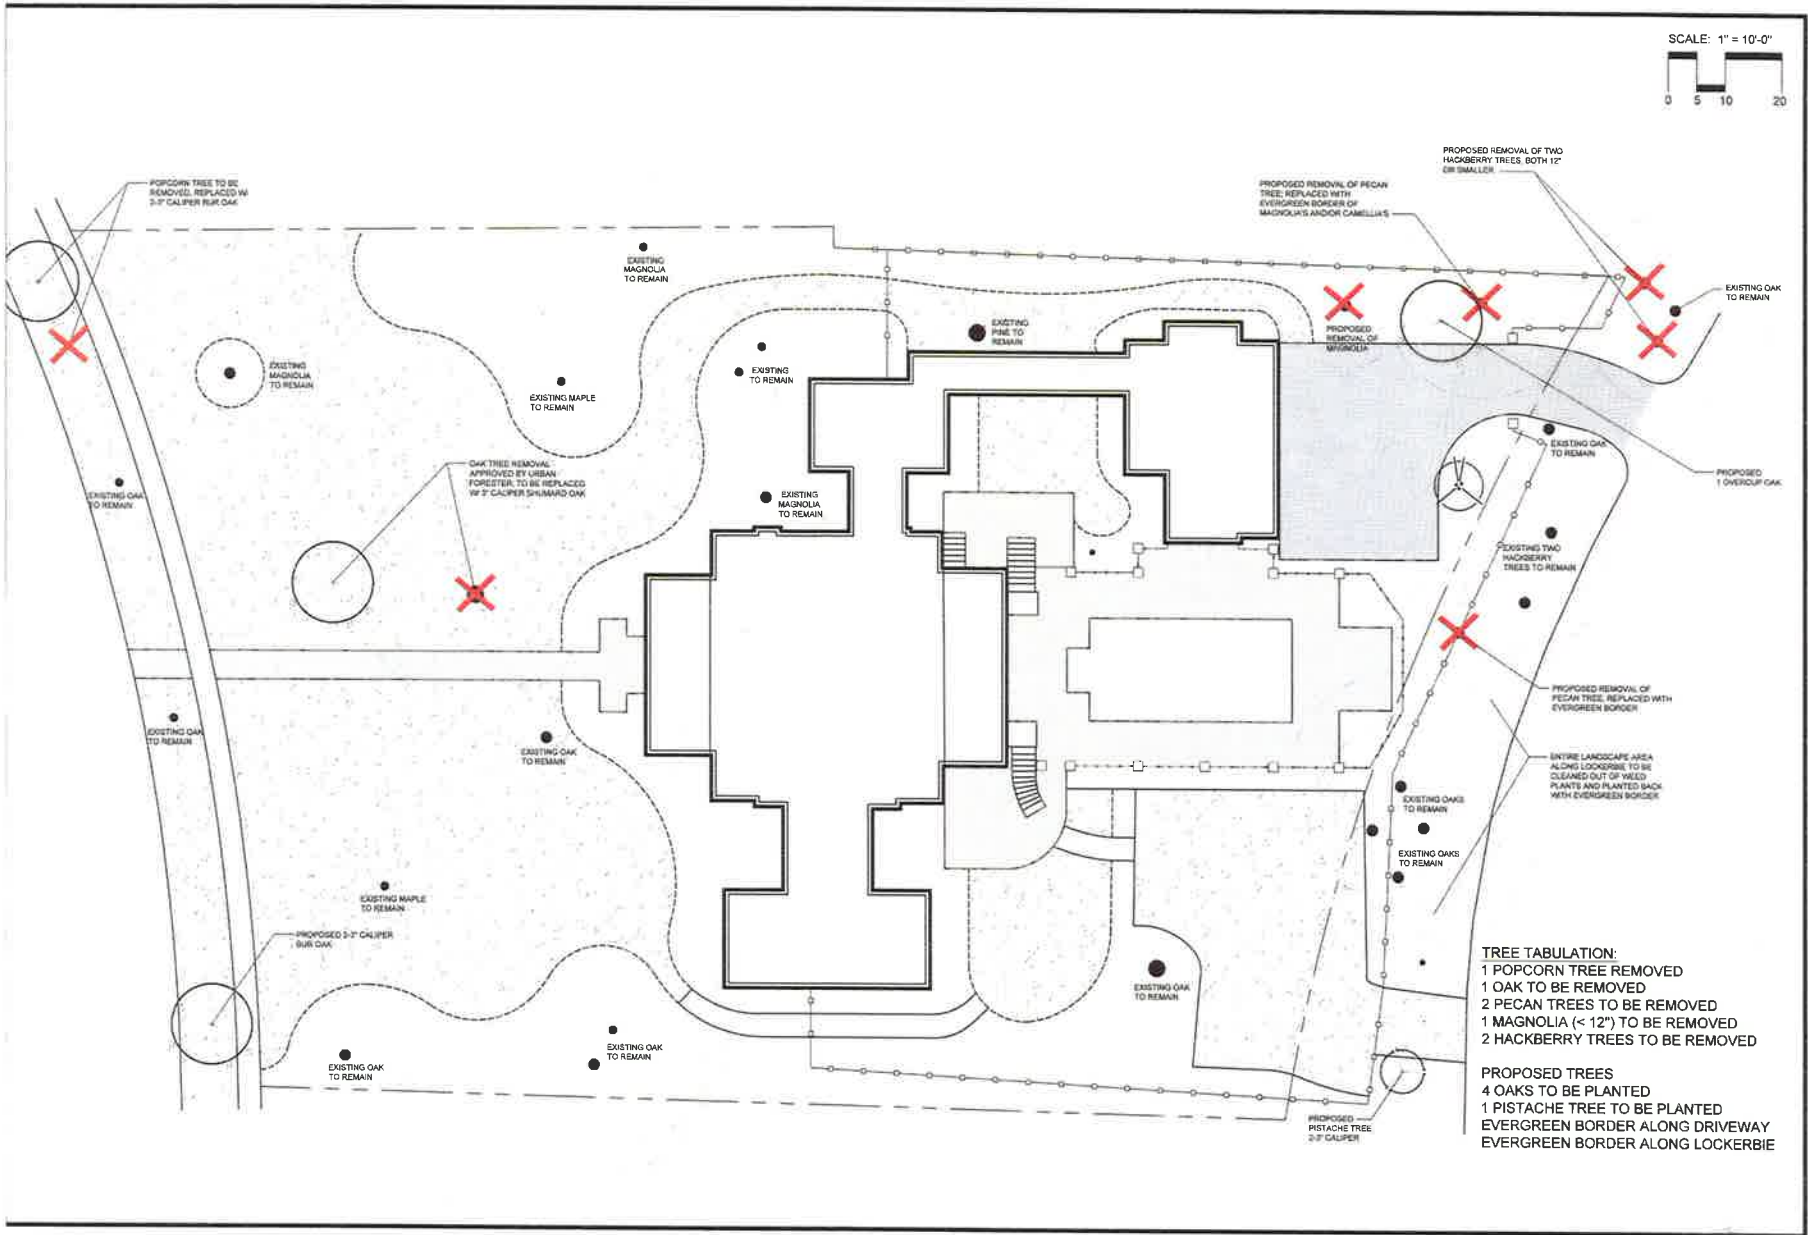 SCALE: 1" = 10'-0"
0 5 10 20
PROPOSED REMOVAL OF TWO
HACKBERRY TREES, BOTH 12"
OR SMALLER
POPCORN TREE TO BE
REMOVED, REPLACED W/
2-3" CALIPER BUR OAK
PROPOSED REMOVAL OF PECAN
TREE; REPLACED WITH
EVERGREEN BORDER OF
MAGNOLIA'S AND/OR CAMELLIA'S
EXISTING
MAGNOLIA
TO REMAIN
EXISTING OAK
TO REMAIN
EXISTING
PINE TO
REMAIN
PROPOSED
REMOVAL OF
MAGNOLIA
EXISTING
MAGNOLIA
TO REMAIN
EXISTING
TO REMAIN
EXISTING MAPLE
TO REMAIN
EXISTING OAK
TO REMAIN
OAK TREE REMOVAL
APPROVED BY URBAN
FORESTER, TO BE REPLACED
W/ 3" CALIPER SHUMARD OAK
PROPOSED
1 OVERCUP OAK
EXISTING OAK
TO REMAIN
EXISTING
MAGNOLIA
TO REMAIN
EXISTING TWO
HACKBERRY
TREES TO REMAIN
PROPOSED REMOVAL OF
PECAN TREE, REPLACED WITH
EVERGREEN BORDER
EXISTING OAK
TO REMAIN
EXISTING OAK
TO REMAIN
ENTIRE LANDSCAPE AREA
ALONG LOCKERBIE TO BE
CLEANED OUT OF WEED
PLANTS AND PLANTED BACK
WITH EVERGREEN BORDER
EXISTING OAKS
TO REMAIN
EXISTING OAKS
TO REMAIN
EXISTING MAPLE
TO REMAIN
PROPOSED 2-3" CALIPER
BUR OAK
EXISTING OAK
TO REMAIN
EXISTING OAK
TO REMAIN
EXISTING OAK
TO REMAIN
PROPOSED
PISTACHE TREE
2-3" CALIPER
TREE TABULATION:
1 POPCORN TREE REMOVED
1 OAK TO BE REMOVED
2 PECAN TREES TO BE REMOVED
1 MAGNOLIA (< 12") TO BE REMOVED
2 HACKBERRY TREES TO BE REMOVED
PROPOSED TREES
4 OAKS TO BE PLANTED
1 PISTACHE TREE TO BE PLANTED
EVERGREEN BORDER ALONG DRIVEWAY
EVERGREEN BORDER ALONG LOCKERBIE